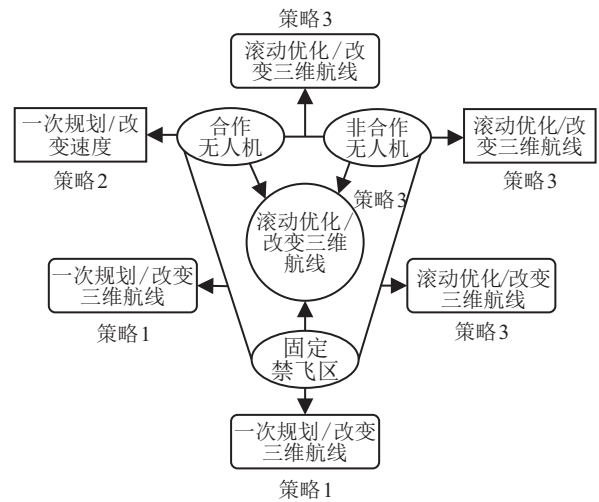 策略3
滚动优化/改
变三维航线
一次规划/改
变速度
策略2
合作
无人机
非合作
无人机
滚动优化/改
变三维航线
策略3
策略3
滚动优化/
改变三维
航线
一次规划/改变
三维航线
策略1
滚动优化/改变
三维航线
策略3
固定
禁飞区
一次规划/改变
三维航线
策略1